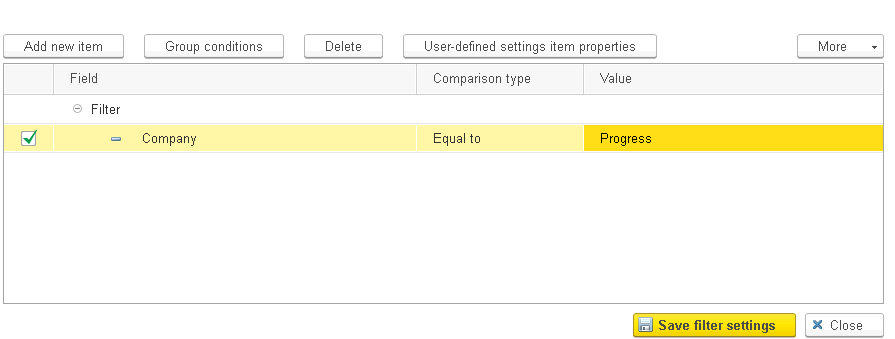 Add new item Group conditions Delete User-defined settings item properties More
Field Comparison type Value
Filter
Company Equal to Progress
Save filter settings Close